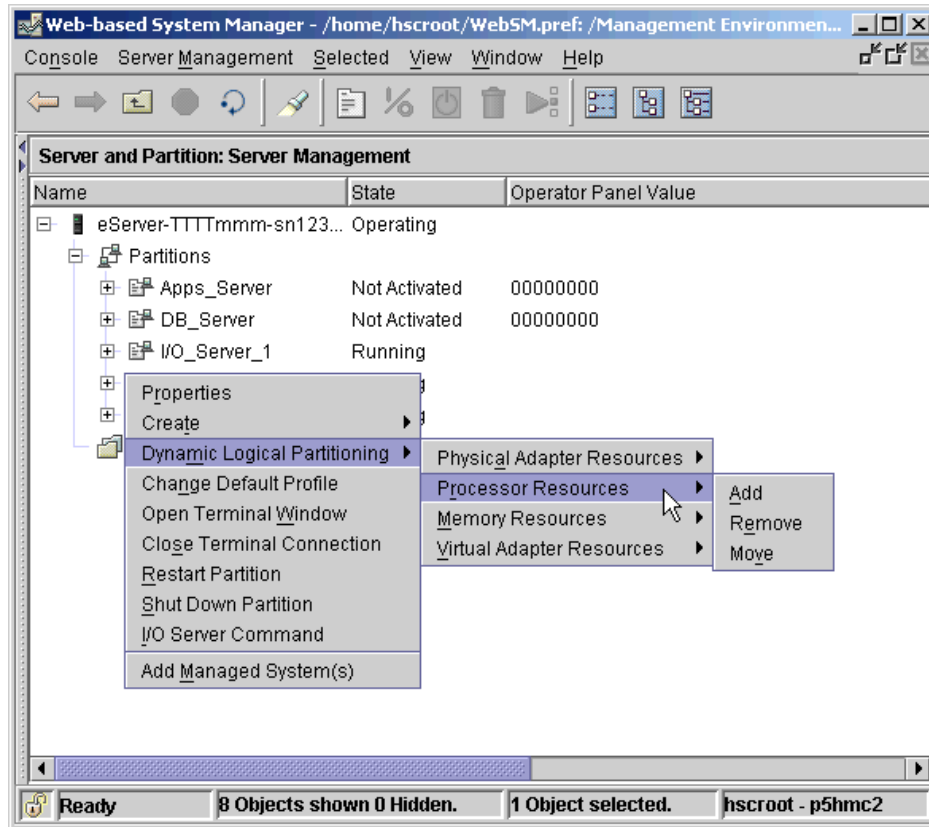 Web-based System Manager - /home/hscroot/WebSM.pref: /Management Environmen...
Console Server Management Selected View Window Help
Server and Partition: Server Management
Name State Operator Panel Value
eServer-TTTTmmm-sn123... Operating
Partitions
Apps_Server Not Activated 00000000
DB_Server Not Activated 00000000
I/O_Server_1 Running
Properties
Create
Dynamic Logical Partitioning
Physical Adapter Resources
Change Default Profile
Processor Resources
Add
Open Terminal Window
Memory Resources
Remove
Close Terminal Connection
Virtual Adapter Resources
Move
Restart Partition
Shut Down Partition
I/O Server Command
Add Managed System(s)
Ready 8 Objects shown 0 Hidden. 1 Object selected. hscroot - p5hmc2